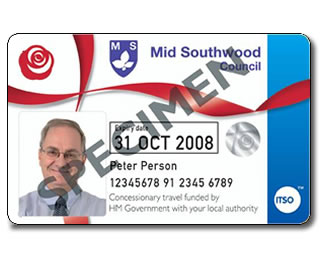 M S
Mid Southwood
Council
SPECIMEN
Expiry date
31 OCT 2008
Peter Person
12345678 91 2345 6789
Concessionary travel funded by
HM Government with your local authority
ITSO
TM